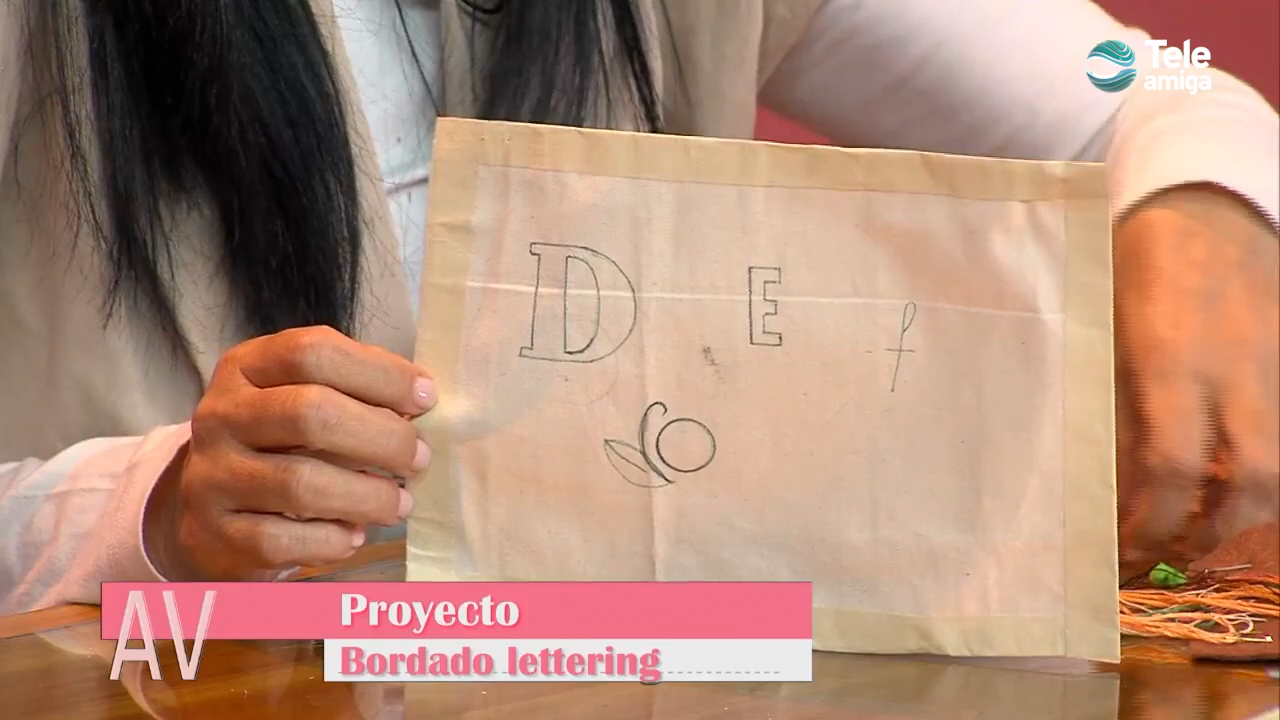 Tele
amiga
D E f
AV
Proyecto
Bordado lettering